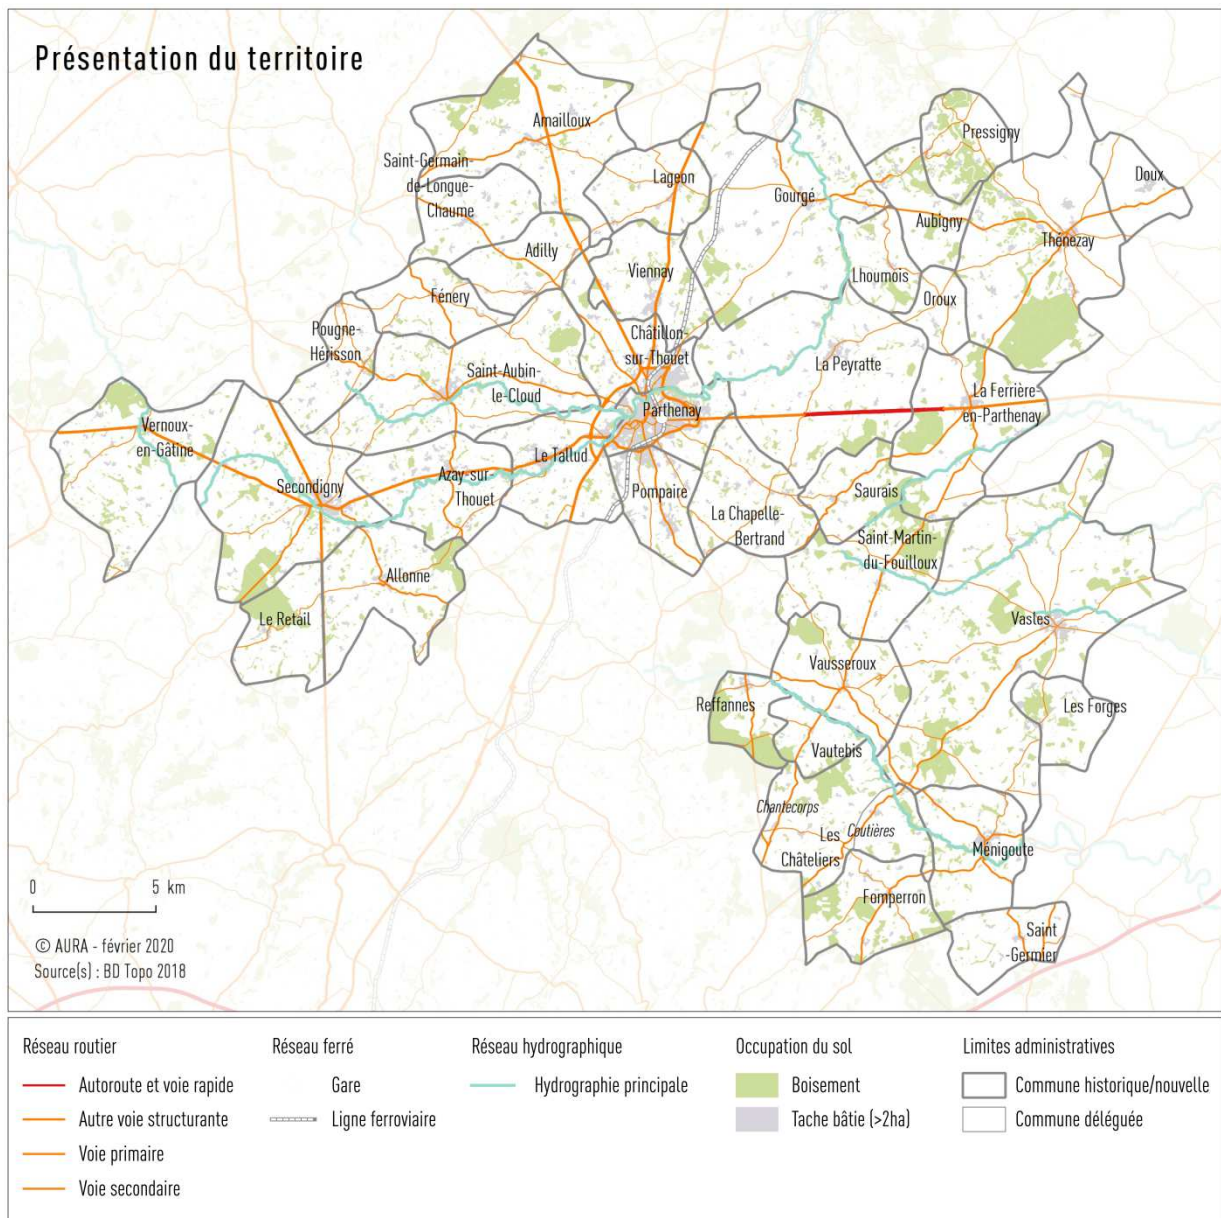 Présentation du territoire
Amailloux
Pressigny
Saint-Germain-
de-Longue-
Chaume
Lageon
Doux
Gourgé
Aubigny
Thénezay
Adilly
Viennay
Lhoumois
Fénery
Oroux
Pougne-
Hérisson
Châtillon-
sur-Thouet
La Peyratte
Saint-Aubin-
le-Cloud
La Ferrière-
en-Parthenay
Parthenay
Vernoux-
en-Gâtine
Le Tallud
Azay-sur-
Thouet
Secondigny
Pompaire
Saurais
La Chapelle-
Bertrand
Saint-Martin-
du-Fouilloux
Allonne
Le Retail
Vasles
Vausseroux
Reffannes
Les Forges
Vautebis
Chantecorps
Les
Châteliers
Coutières
Ménigoute
Fomperron
Saint
-Germier
0 5 km
© AURA - février 2020
Source(s) : BD Topo 2018
Réseau routier
Autoroute et voie rapide
Autre voie structurante
Voie primaire
Voie secondaire
Réseau ferré
Gare
Ligne ferroviaire
Réseau hydrographique
Hydrographie principale
Occupation du sol
Boisement
Tache bâtie (>2ha)
Limites administratives
Commune historique/nouvelle
Commune déléguée